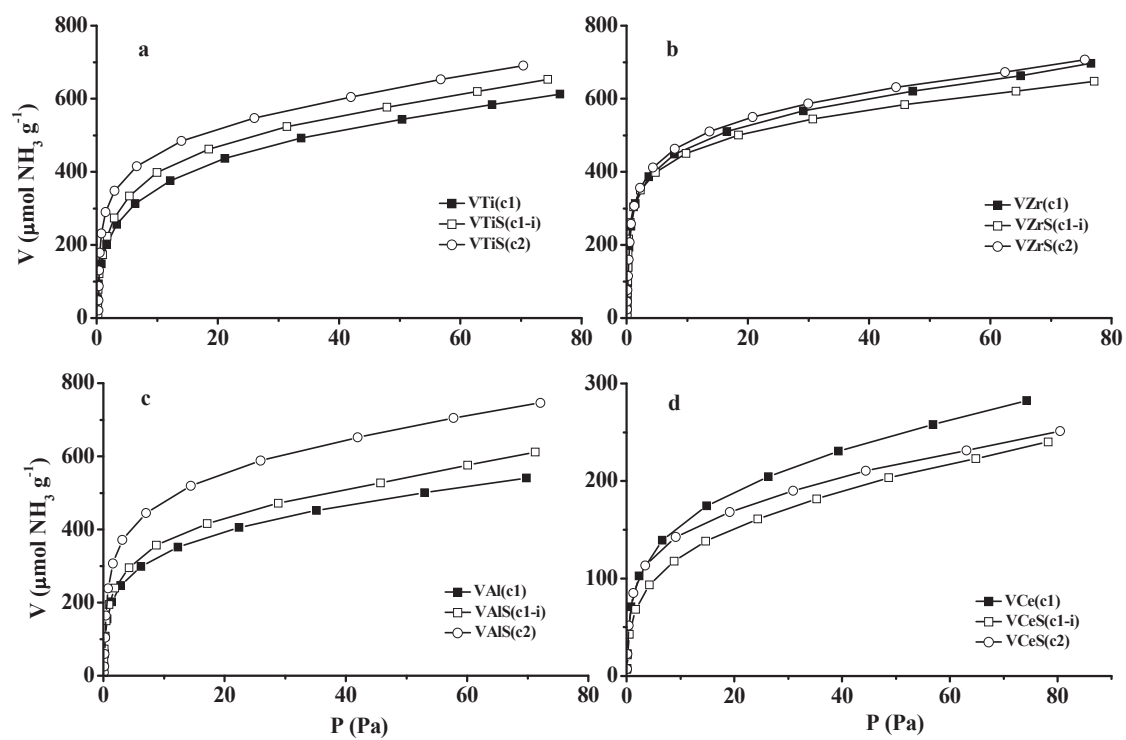 a
800
600
400
200
0
V (μmol NH₃ g⁻¹)
VTi(c1)
VTiS(c1-i)
VTiS(c2)
0 20 40 60 80
b
800
600
400
200
0
VZr(c1)
VZrS(c1-i)
VZrS(c2)
0 20 40 60 80
c
800
600
400
200
0
V (μmol NH₃ g⁻¹)
VAl(c1)
VAlS(c1-i)
VAlS(c2)
0 20 40 60 80
P (Pa)
d
300
200
100
0
VCe(c1)
VCeS(c1-i)
VCeS(c2)
0 20 40 60 80
P (Pa)